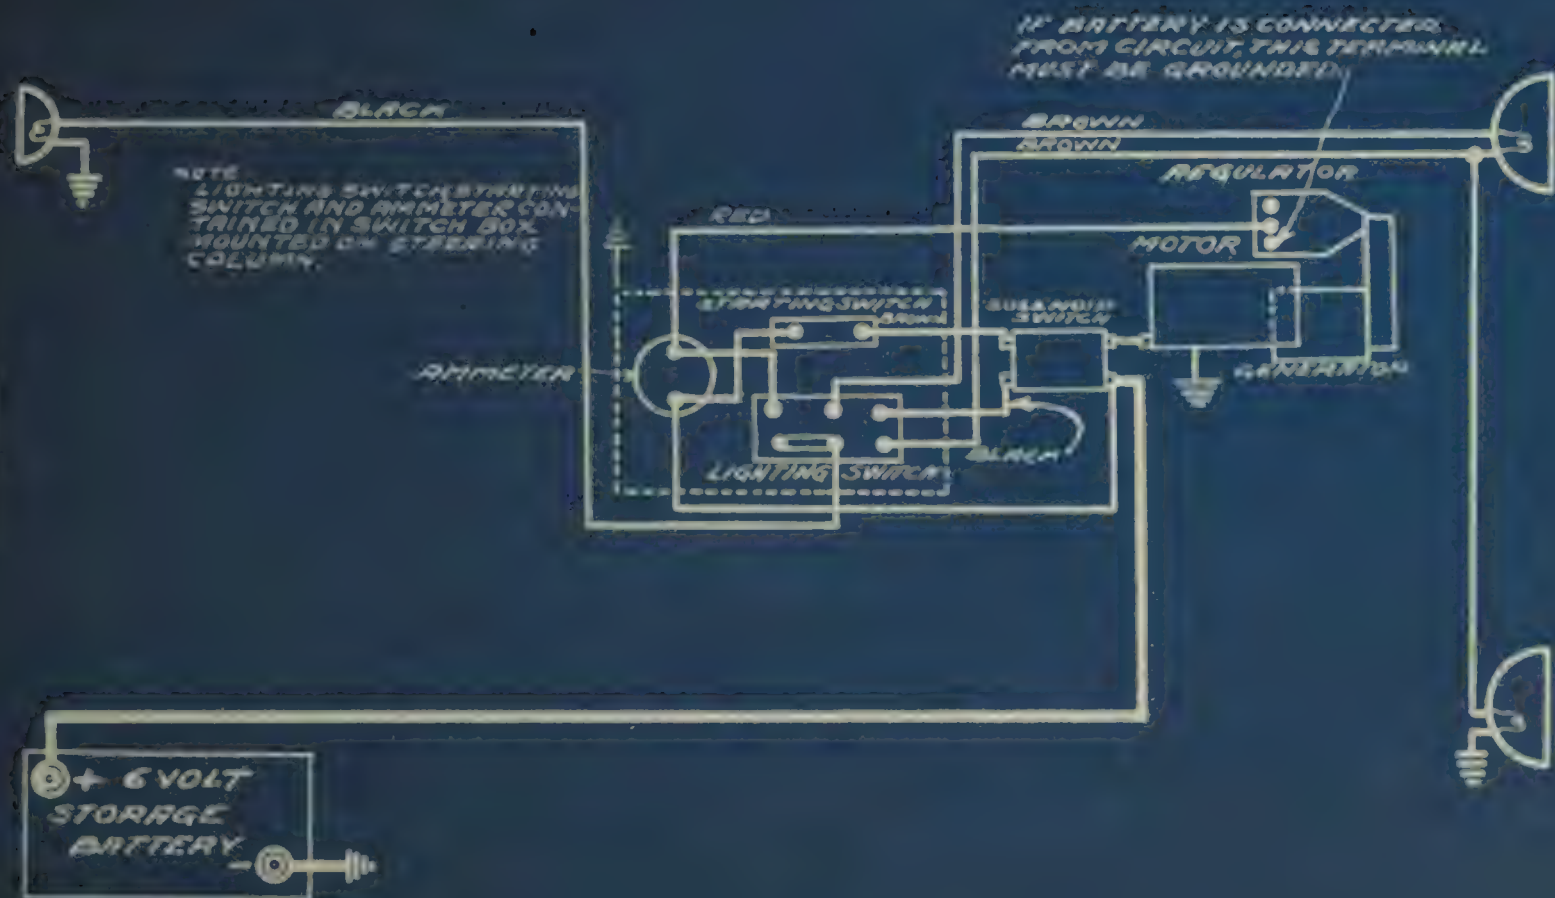 IF BATTERY IS CONNECTED
FROM CIRCUIT, THIS TERMINAL
MUST BE GROUNDED
BLACK
BROWN
BROWN
REGULATOR
NOTE
LIGHTING SWITCH STARTING
SWITCH AND AMMETER CON-
TAINED IN SWITCH BOX
MOUNTED ON STEERING
COLUMN.
RED
MOTOR
STARTING SWITCH
BROWN
SOLENOID
SWITCH
AMMETER
GENERATOR
BLACK
LIGHTING SWITCH
+ 6 VOLT
STORAGE
BATTERY
-